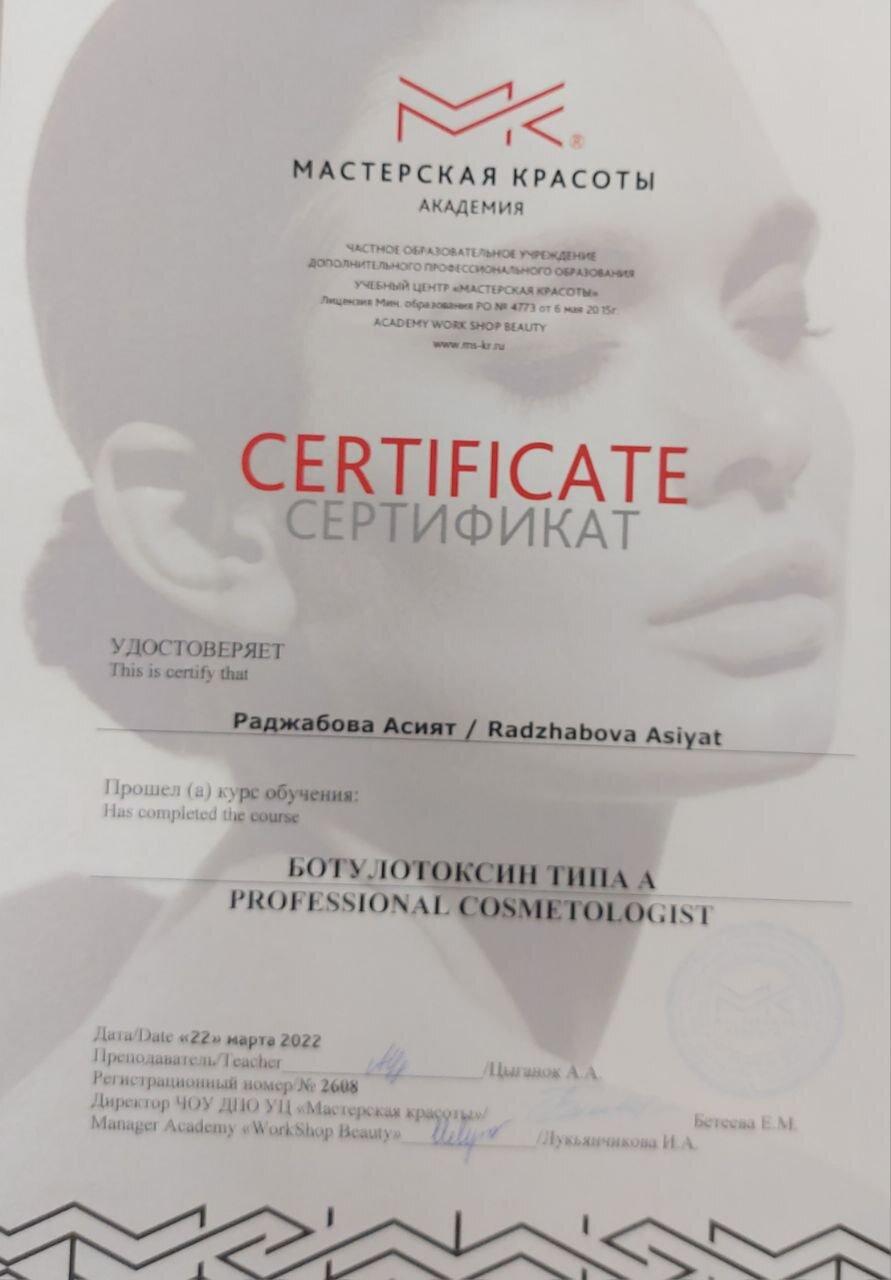 МК®
МАСТЕРСКАЯ КРАСОТЫ
АКАДЕМИЯ
ЧАСТНОЕ ОБРАЗОВАТЕЛЬНОЕ УЧРЕЖДЕНИЕ
ДОПОЛНИТЕЛЬНОГО ПРОФЕССИОНАЛЬНОГО ОБРАЗОВАНИЯ
УЧЕБНЫЙ ЦЕНТР «МАСТЕРСКАЯ КРАСОТЫ»
Лицензия Мин. образования РО № 4773 от 6 мая 2015г.
ACADEMY WORK SHOP BEAUTY
www.ms-kr.ru
CERTIFICATE
СЕРТИФИКАТ
УДОСТОВЕРЯЕТ
This is certify that
Раджабова Асият / Radzhabova Asiyat
Прошел (а) курс обучения:
Has completed the course
БОТУЛОТОКСИН ТИПА А
PROFESSIONAL COSMETOLOGIST
Дата/Date «22» марта 2022
Преподаватель/Teacher /Цыганок А.А.
Регистрационный номер/№ 2608
Директор ЧОУ ДПО УЦ «Мастерская красоты»/ Бетеева Е.М.
Manager Academy «WorkShop Beauty» /Лукьянчикова И.А.